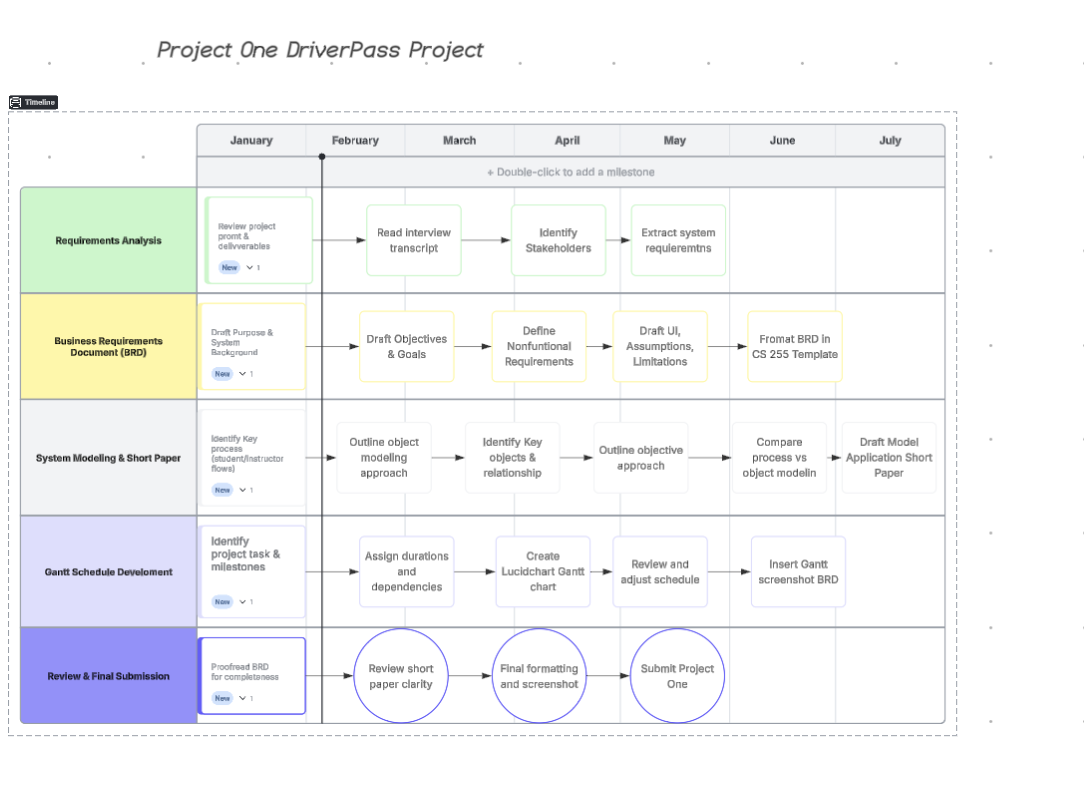 Project One DriverPass Project
Timeline
January February March April May June July
+ Double-click to add a milestone
Requirements Analysis
Review project
promt &
celivverables
New 1
Read interview
transcript
Identify
Stakeholders
Extract system
requieremtns
Business Requirements
Document (BRD)
Draft Purpose &
System
Background
New 1
Draft Objectives
& Goals
Define
Nonfuntional
Requirements
Draft UI,
Assumptions,
Limitations
Fromat BRD in
CS 255 Template
System Modeling & Short Paper
Identify Key
process
(student/instructor
flows)
New 1
Outline object
modeling
approach
Identify Key
objects &
relationship
Outline objective
approach
Compare
process vs
object modelin
Draft Model
Application Short
Paper
Gantt Schedule Develoment
Identify
project task &
milestones
New 1
Assign durations
and
dependencies
Create
Lucidchart Gantt
chart
Review and
adjust schedule
Insert Gantt
screenshot BRD
Review & Final Submission
Proofread BRD
for completeness
New 1
Review short
paper clarity
Final formatting
and screenshot
Submit Project
One